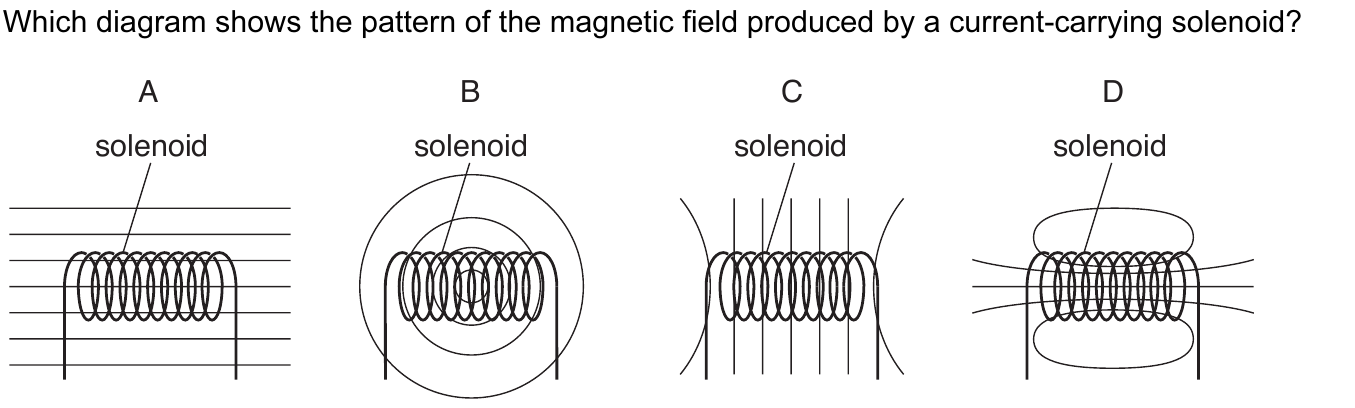 Which diagram shows the pattern of the magnetic field produced by a current-carrying solenoid?
A B C D
solenoid solenoid solenoid solenoid